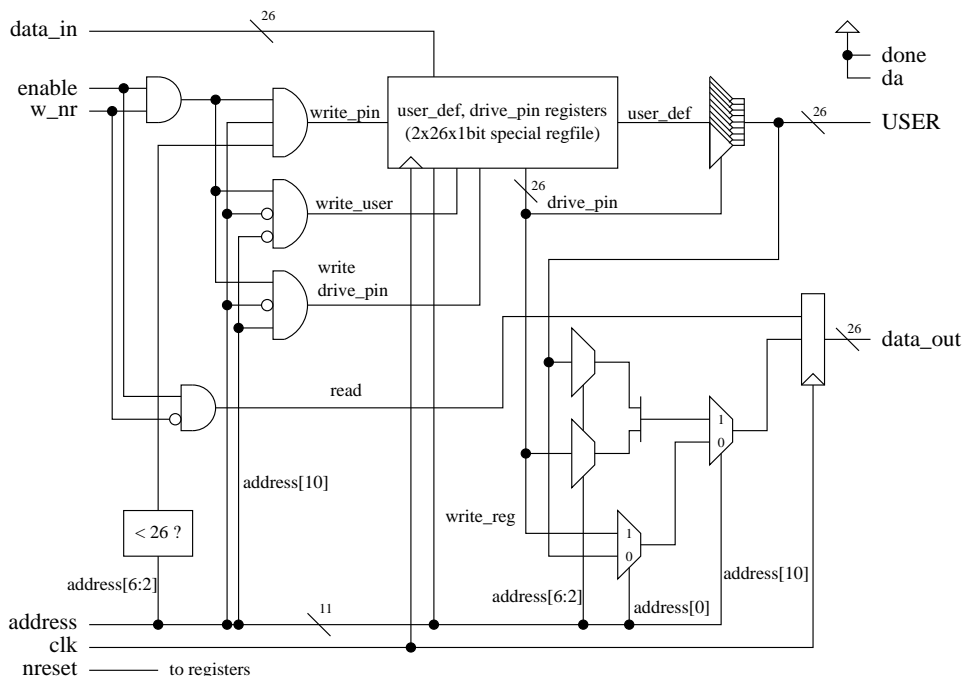 data_in
26
done
da
enable
w_nr
write_pin
user_def, drive_pin registers
(2x26x1bit special regfile)
user_def
26
USER
26
drive_pin
write_user
write
drive_pin
26
data_out
read
1
0
address[10]
write_reg
1
0
< 26 ?
address[6:2]
address[6:2]
address[0]
address[10]
address
11
clk
nreset
to registers